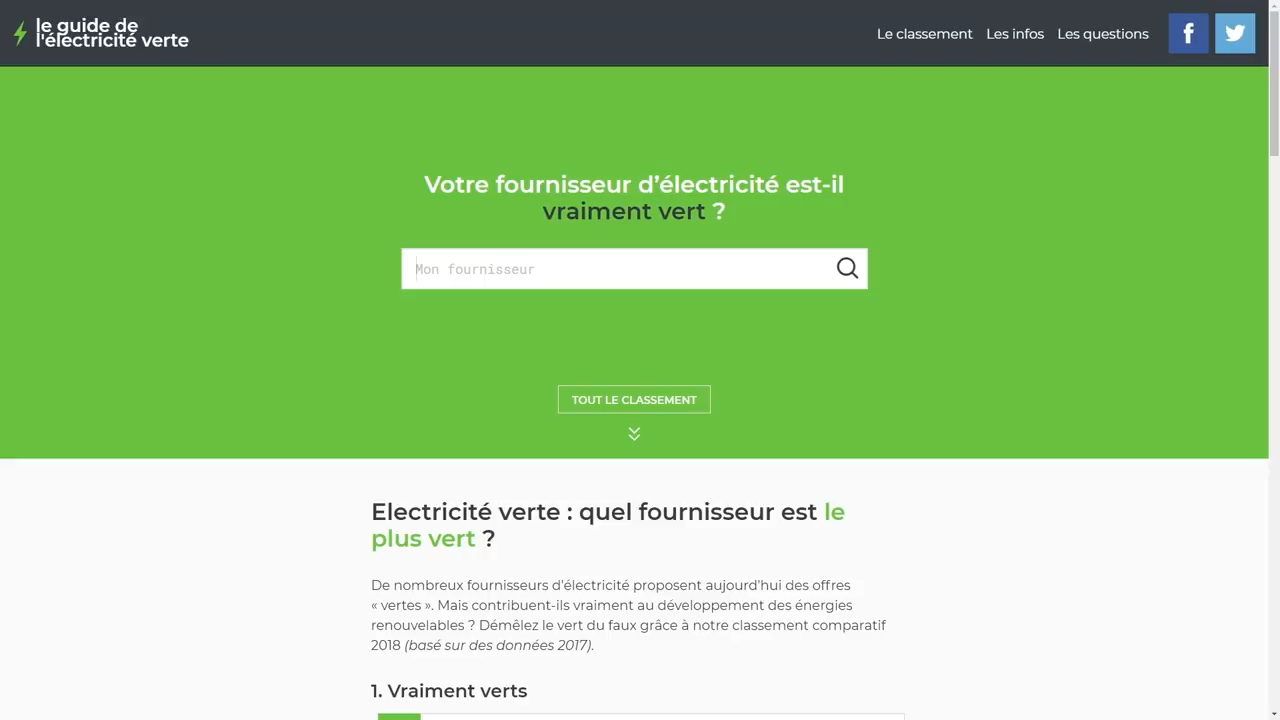 le guide de
l'électricité verte
Le classement Les infos Les questions
Votre fournisseur d’électricité est-il
vraiment vert ?
Mon fournisseur
TOUT LE CLASSEMENT
Electricité verte : quel fournisseur est le
plus vert ?
De nombreux fournisseurs d’électricité proposent aujourd'hui des offres
« vertes ». Mais contribuent-ils vraiment au développement des énergies
renouvelables ? Démêlez le vert du faux grâce à notre classement comparatif
2018 (basé sur des données 2017).
1. Vraiment verts